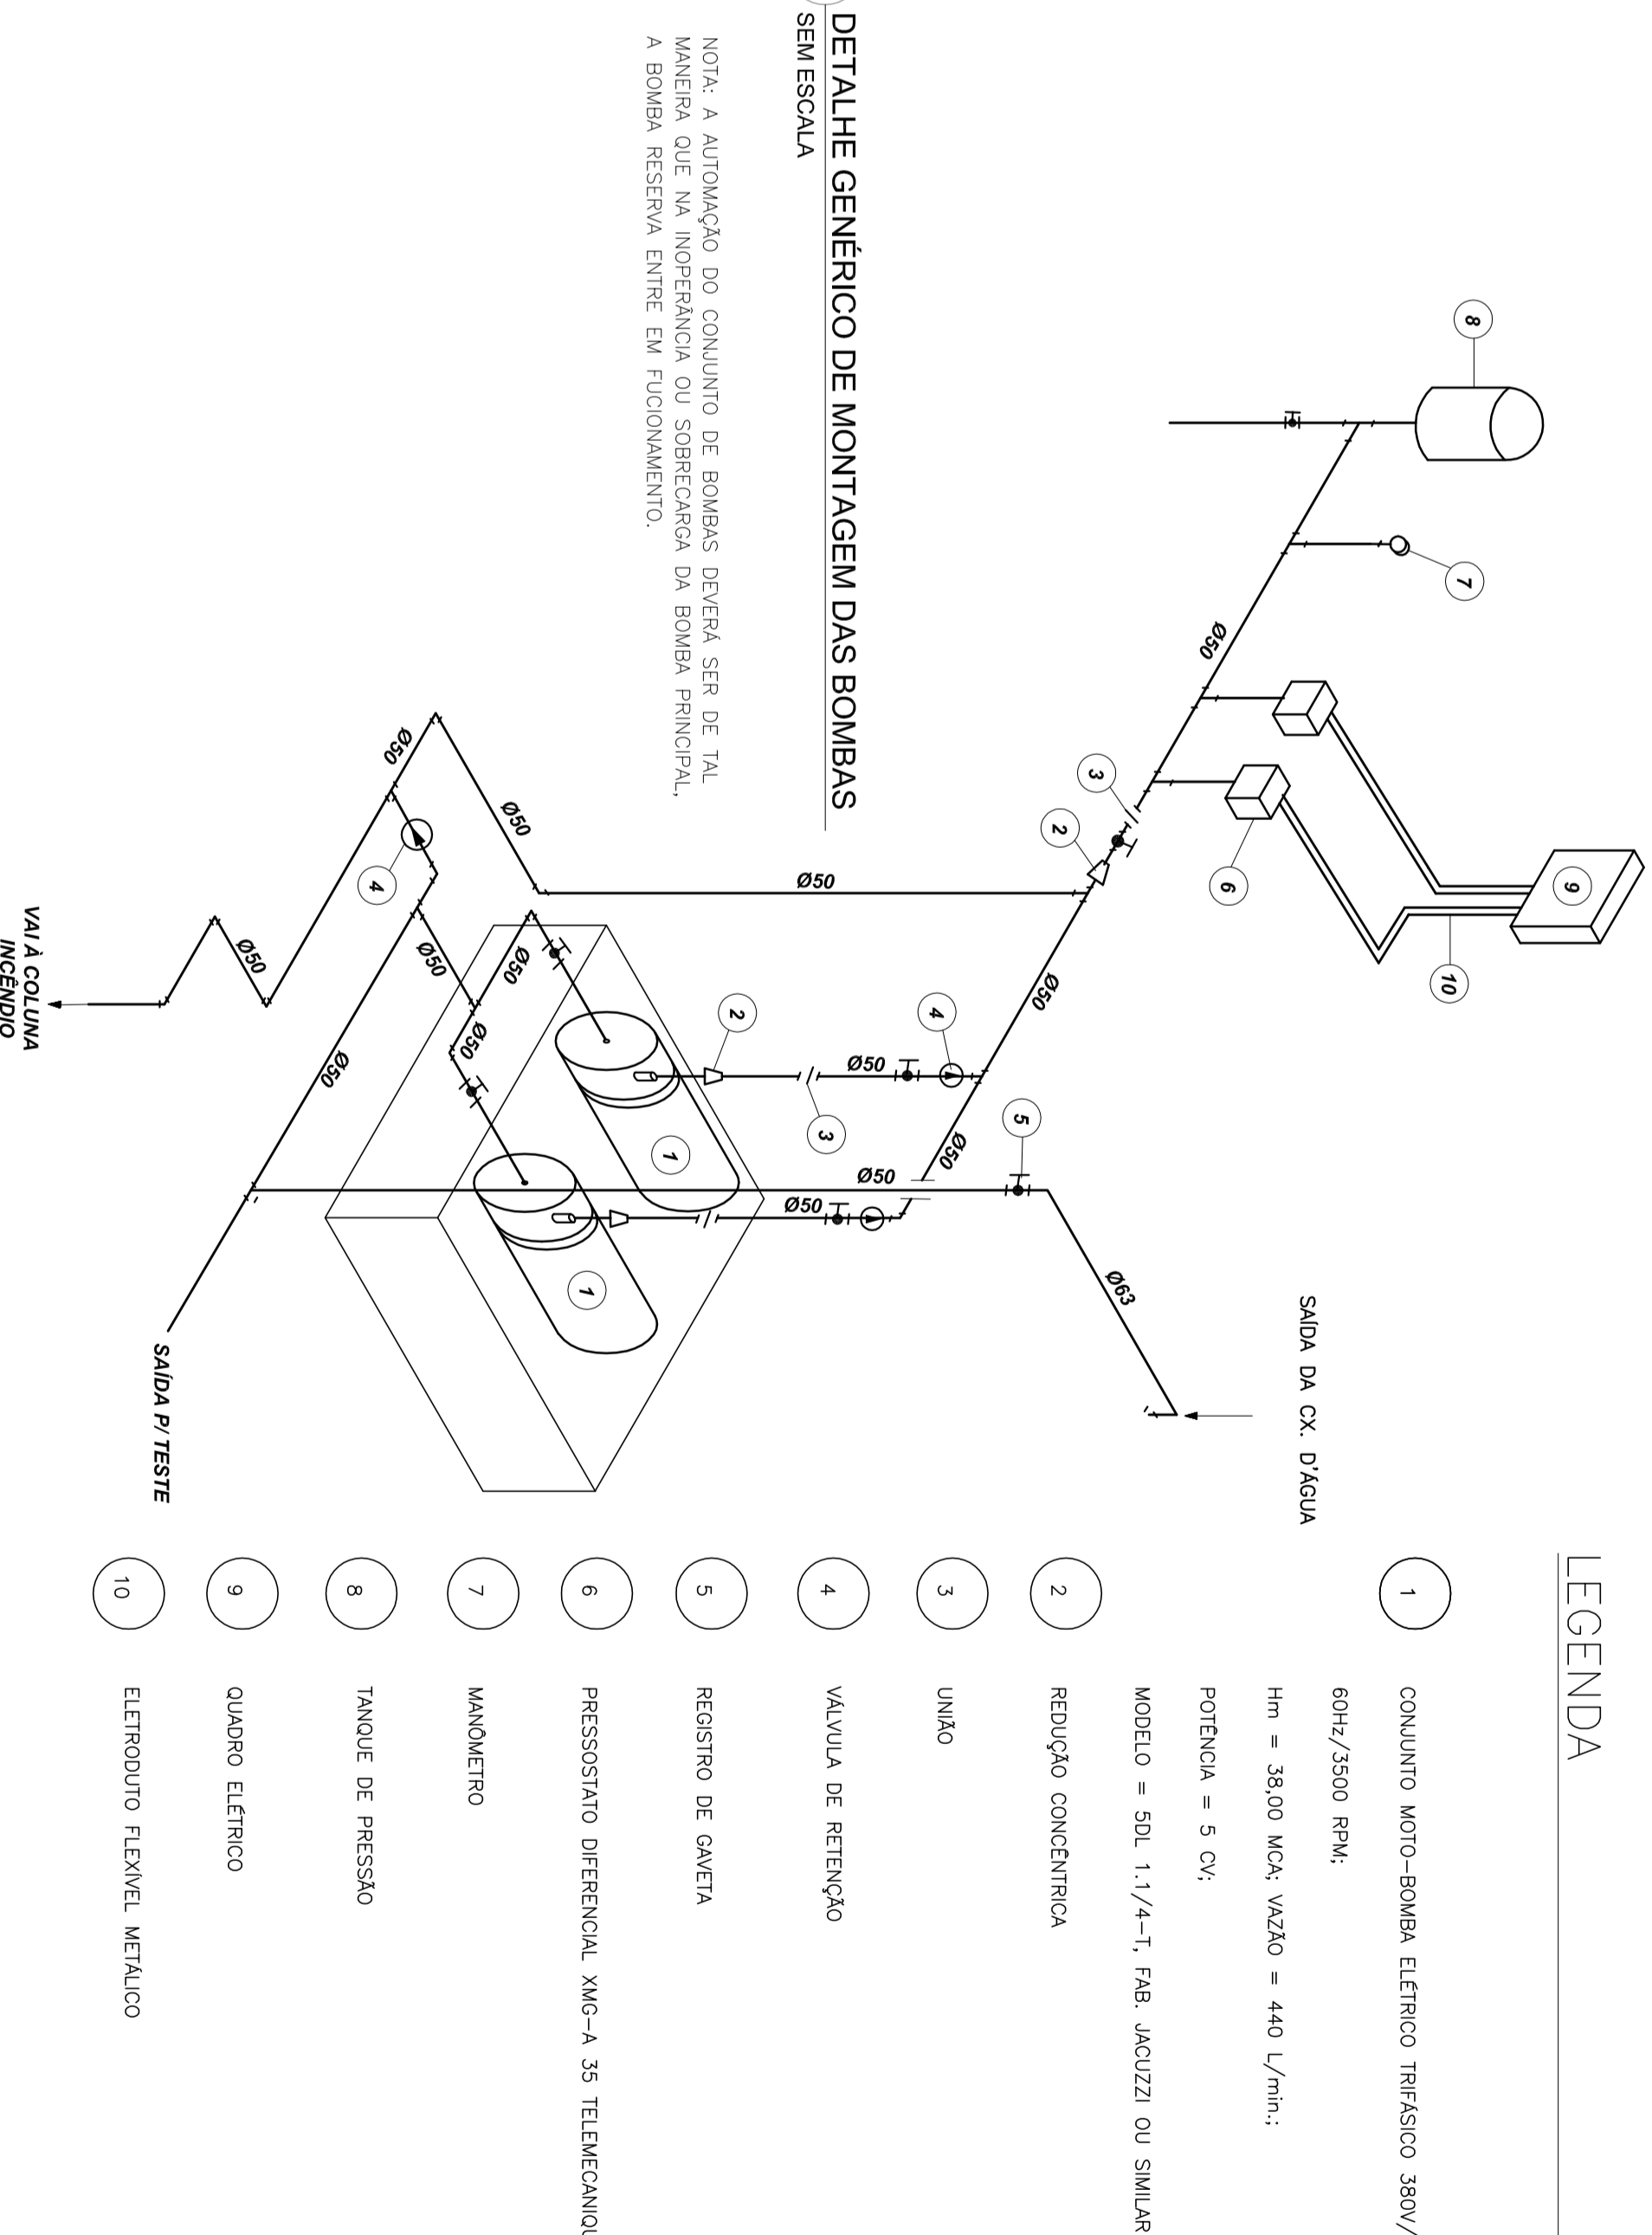 8
7
9
3
2
6
10
4
2
4
3
5
1
1
Ø50
Ø50
Ø50
Ø50
Ø50
Ø50
Ø50
Ø50
Ø50
Ø50
Ø50
Ø50
Ø50
Ø50
Ø63
SAÍDA DA CX. D'ÁGUA
VAI À COLUNA
INCÊNDIO
SAÍDA P/ TESTE
DETALHE GENÉRICO DE MONTAGEM DAS BOMBAS
SEM ESCALA
NOTA: A AUTOMAÇÃO DO CONJUNTO DE BOMBAS DEVERÁ SER DE TAL
MANEIRA QUE NA INOPERÂNCIA OU SOBRECARGA DA BOMBA PRINCIPAL,
A BOMBA RESERVA ENTRE EM FUCIONAMENTO.
LEGENDA
1 CONJUNTO MOTO-BOMBA ELÉTRICO TRIFÁSICO 380V/
60Hz/3500 RPM;
Hm = 38,00 MCA; VAZÃO = 440 L/min.;
POTÊNCIA = 5 CV;
MODELO = 5DL 1.1/4-T, FAB. JACUZZI OU SIMILAR
2 REDUÇÃO CONCÊNTRICA
3 UNIÃO
4 VÁLVULA DE RETENÇÃO
5 REGISTRO DE GAVETA
6 PRESSOSTATO DIFERENCIAL XMG-A 35 TELEMECANIQU
7 MANÔMETRO
8 TANQUE DE PRESSÃO
9 QUADRO ELÉTRICO
10 ELETRODUTO FLEXÍVEL METÁLICO